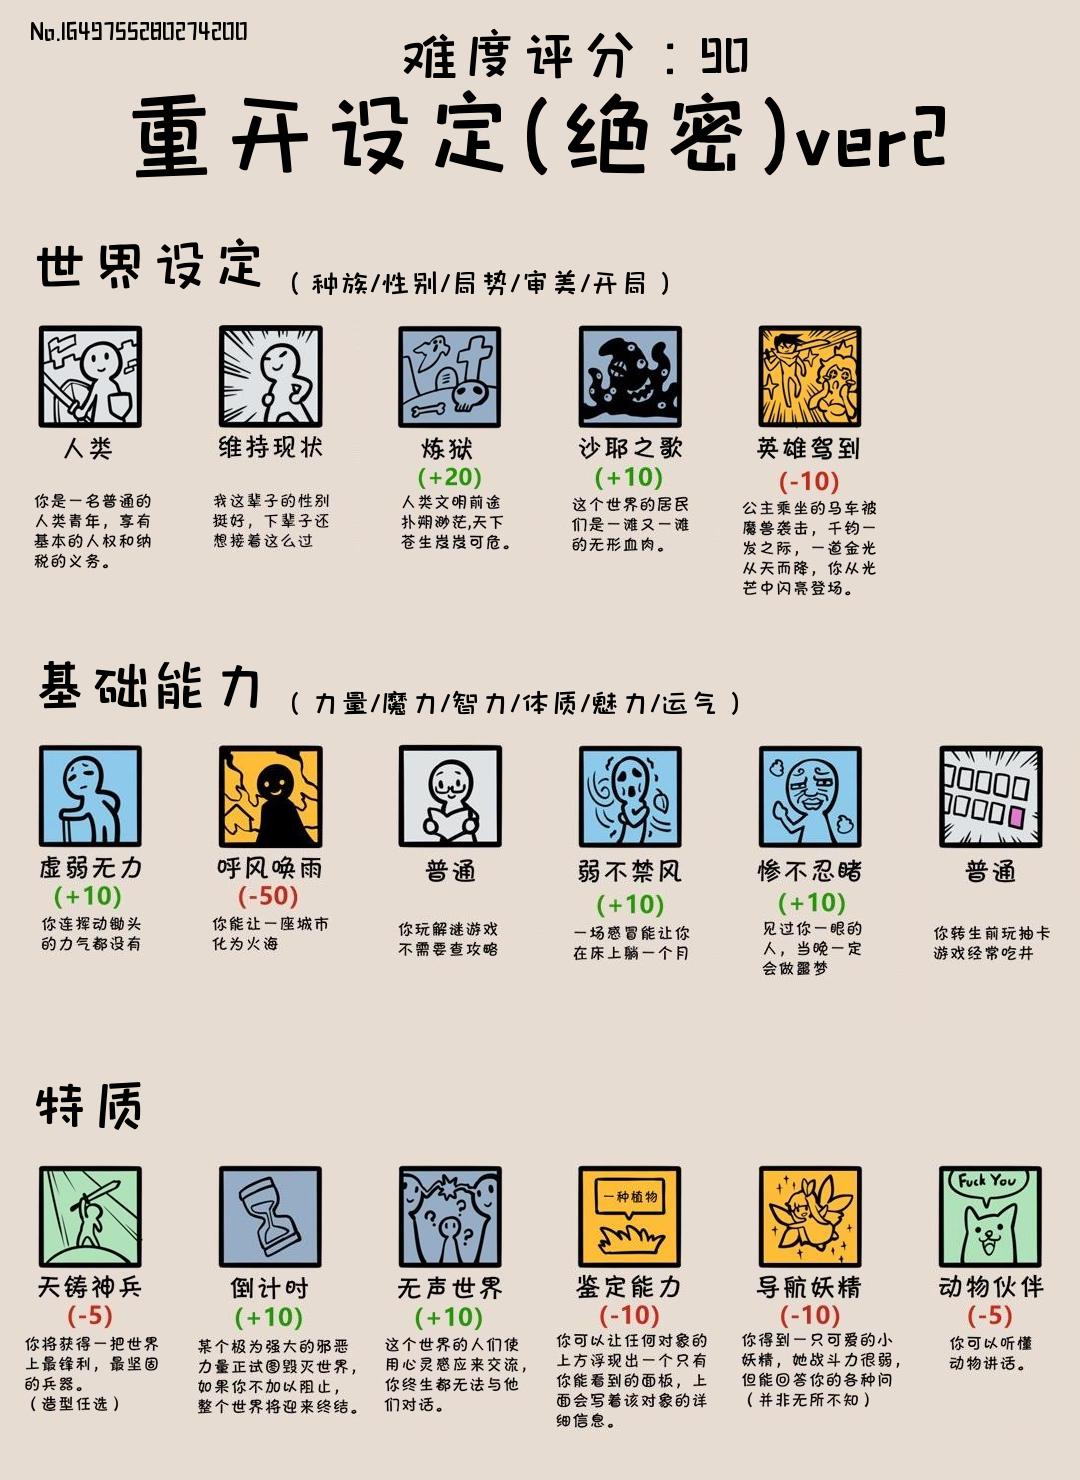 No.1649755280274200
难度评分：90
重开设定(绝密)ver2
世界设定（种族/性别/局势/审美/开局）
人类
维持现状
炼狱
沙耶之歌
英雄驾到
(+20)
(+10)
(-10)
你是一名普通的
人类青年，享有
基本的人权和纳
税的义务。
我这辈子的性别
挺好，下辈子还
想接着这么过
人类文明前途
扑朔渺茫,天下
苍生岌岌可危。
这个世界的居民
们是一滩又一滩
的无形血肉。
公主乘坐的马车被
魔兽袭击，千钧一
发之际，一道金光
从天而降，你从光
芒中闪亮登场。
基础能力（力量/魔力/智力/体质/魅力/运气）
虚弱无力
(+10)
你连挥动锄头
的力气都没有
呼风唤雨
(-50)
你能让一座城市
化为火海
普通
你玩解谜游戏
不需要查攻略
弱不禁风
(+10)
一场感冒能让你
在床上躺一个月
惨不忍睹
(+10)
见过你一眼的
人，当晚一定
会做噩梦
普通
你转生前玩抽卡
游戏经常吃井
特质
天铸神兵
(-5)
你将获得一把世界
上最锋利，最坚固
的兵器。
（造型任选）
倒计时
(+10)
某个极为强大的邪恶
力量正试图毁灭世界，
如果你不加以阻止，
整个世界将迎来终结。
无声世界
(+10)
这个世界的人们使
用心灵感应来交流，
你终生都无法与他
们对话。
一种植物
鉴定能力
(-10)
你可以让任何对象的
上方浮现出一个只有
你能看到的面板，上
面会写着该对象的详
细信息。
导航妖精
(-10)
你得到一只可爱的小
妖精，她战斗力很弱，
但能回答你的各种问
（并非无所不知）
Fuck You
动物伙伴
(-5)
你可以听懂
动物讲话。